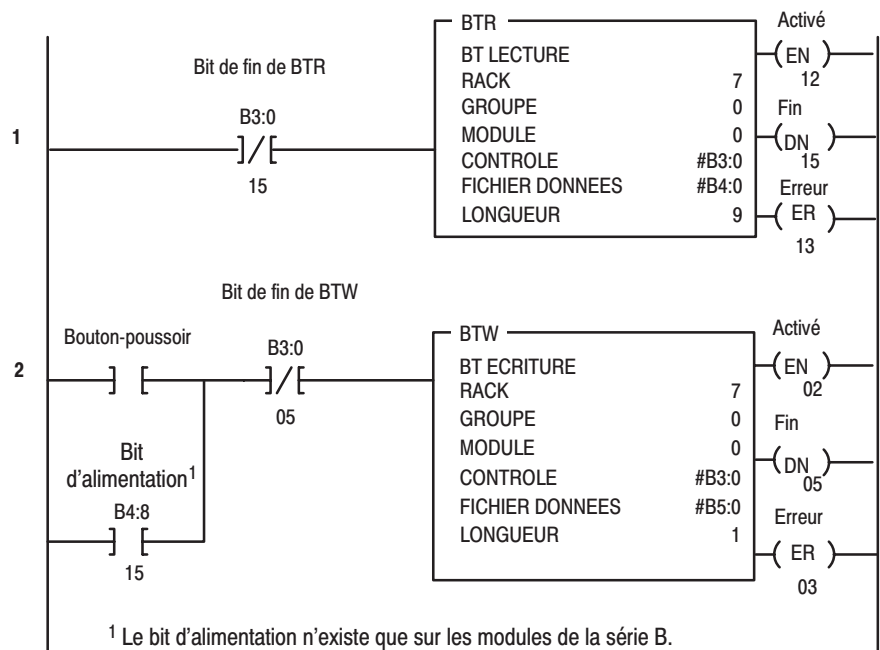 1
Bit de fin de BTR
B3:0
15
BTR
BT LECTURE
RACK 7
GROUPE 0
MODULE 0
CONTROLE #B3:0
FICHIER DONNEES #B4:0
LONGUEUR 9
Activé
EN
12
Fin
DN
15
Erreur
ER
13
2
Bit de fin de BTW
Bouton-poussoir
B3:0
05
Bit
d'alimentation1
B4:8
15
BTW
BT ECRITURE
RACK 7
GROUPE 0
MODULE 0
CONTROLE #B3:0
FICHIER DONNEES #B5:0
LONGUEUR 1
Activé
EN
02
Fin
DN
05
Erreur
ER
03
1 Le bit d'alimentation n'existe que sur les modules de la série B.